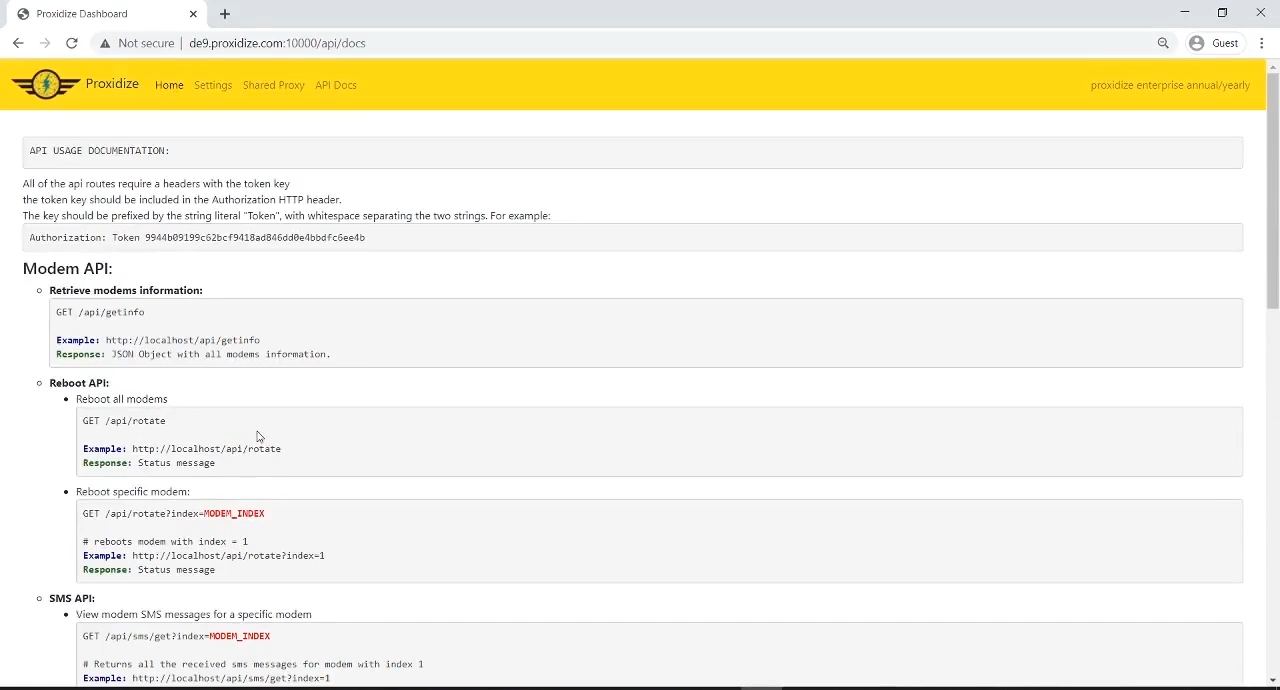 Proxidize Dashboard
Not secure | de9.proxidize.com:10000/api/docs
Guest
Proxidize Home Settings Shared Proxy API Docs proxidize enterprise annual/yearly
API USAGE DOCUMENTATION:
All of the api routes require a headers with the token key
the token key should be included in the Authorization HTTP header.
The key should be prefixed by the string literal "Token", with whitespace separating the two strings. For example:
Authorization: Token 9944b09199c62bcf9418ad846dd0e4bbdfc6ee4b
Modem API:
Retrieve modems information:
GET /api/getinfo
Example: http://localhost/api/getinfo
Response: JSON Object with all modems information.
Reboot API:
Reboot all modems
GET /api/rotate
Example: http://localhost/api/rotate
Response: Status message
Reboot specific modem:
GET /api/rotate?index=MODEM_INDEX
# reboots modem with index = 1
Example: http://localhost/api/rotate?index=1
Response: Status message
SMS API:
View modem SMS messages for a specific modem
GET /api/sms/get?index=MODEM_INDEX
# Returns all the received sms messages for modem with index 1
Example: http://localhost/api/sms/get?index=1